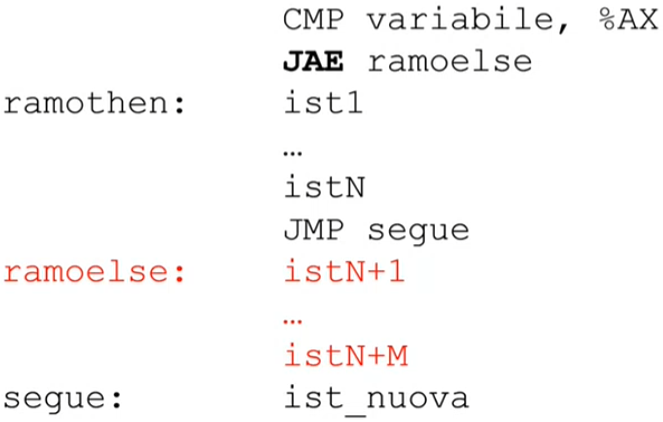 CMP variabile, %AX
JAE ramoelse
ramothen: ist1
…
istN
JMP segue
ramoelse: istN+1
…
istN+M
segue: ist_nuova